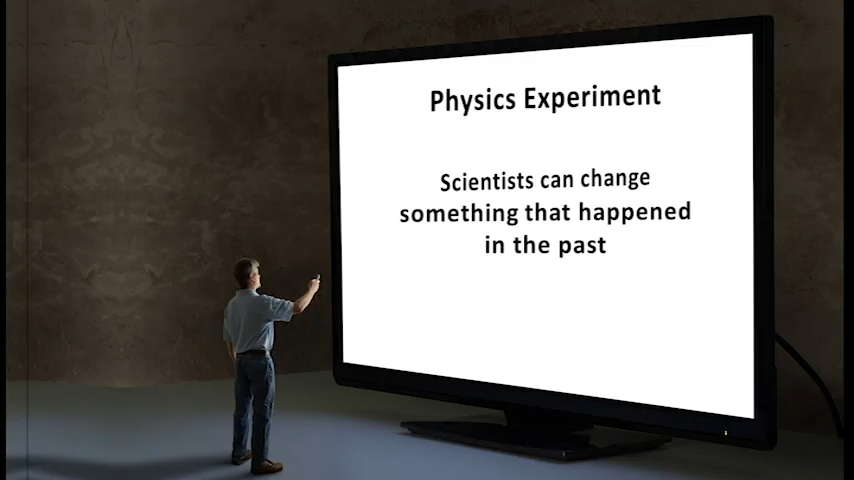 Physics Experiment
Scientists can change
something that happened
in the past